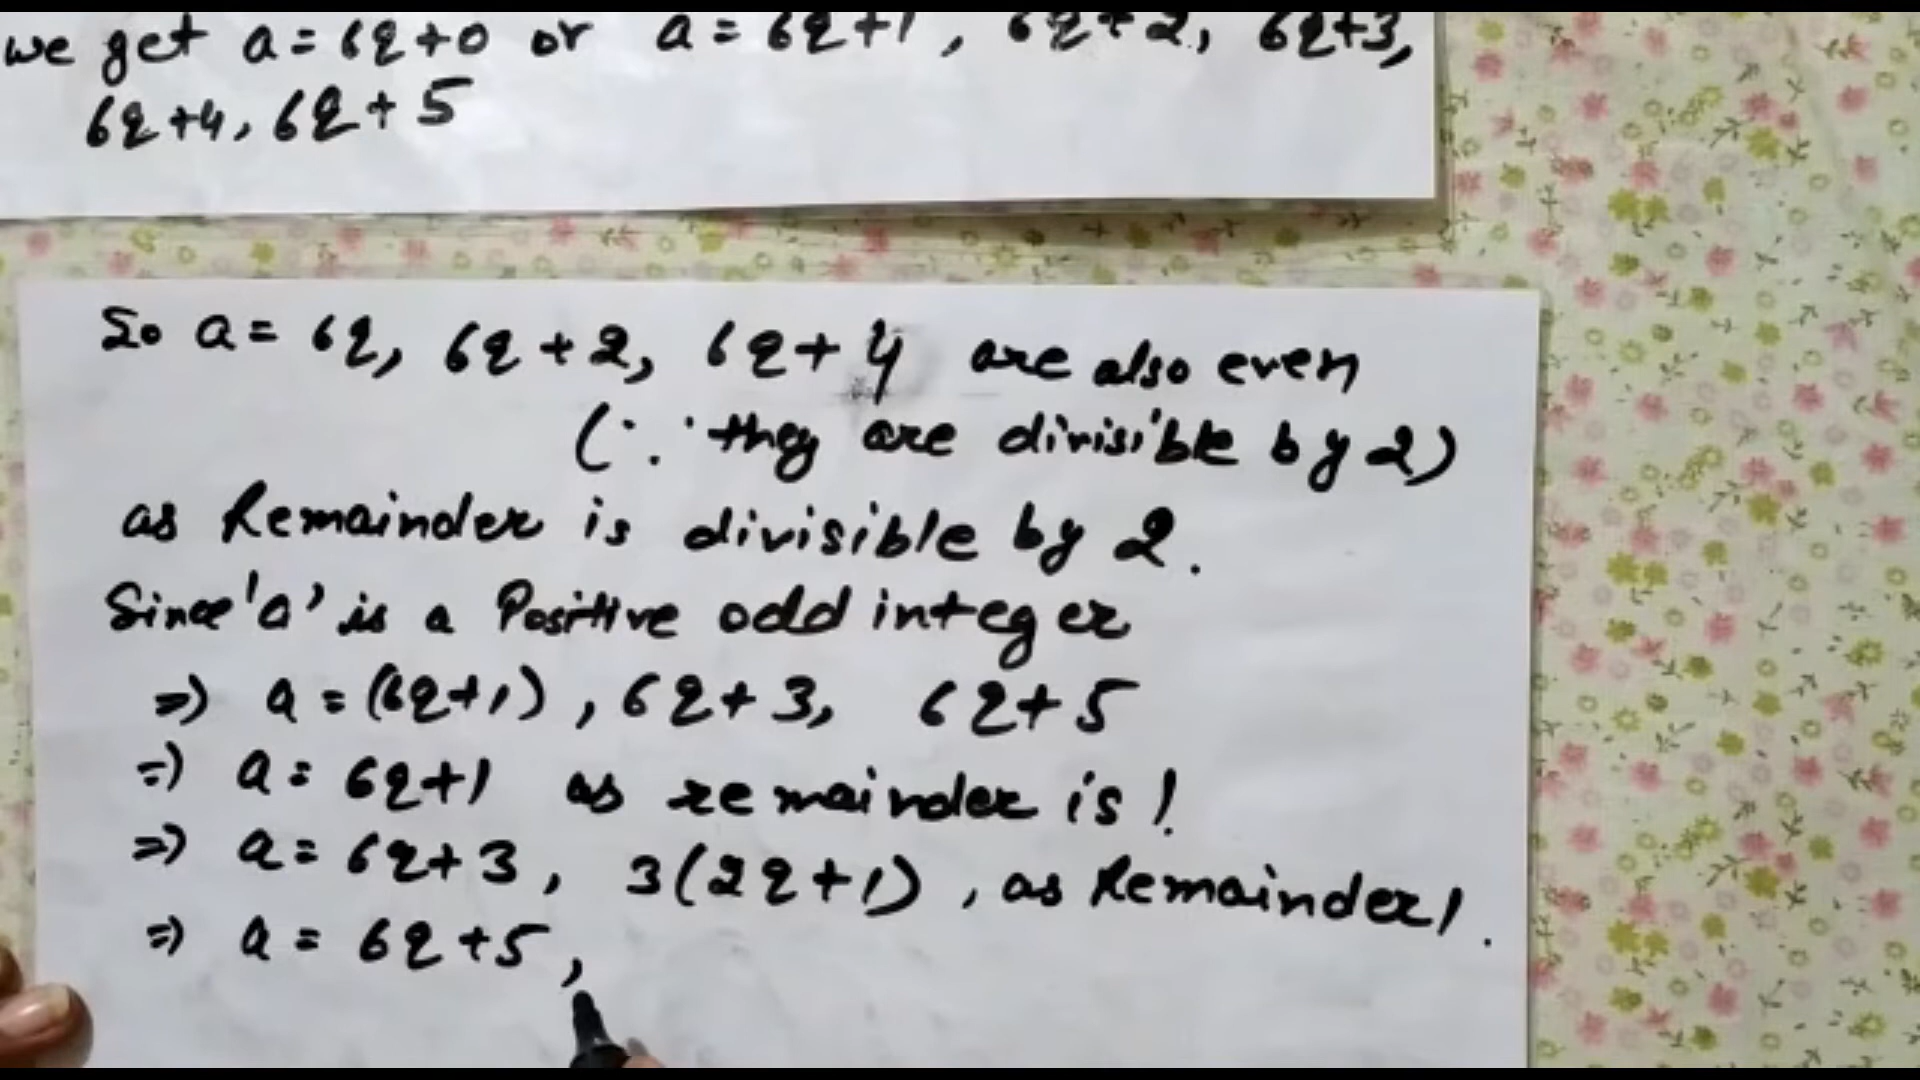 we get a = 6q+0 or a = 6q+1, 6q+2, 6q+3,
6q+4, 6q+5
So a = 6q, 6q+2, 6q+4 are also even
(∵ they are divisible by 2)
as Remainder is divisible by 2.
Since 'a' is a Positive odd integer
=) a = (6q+1), 6q+3, 6q+5
=) a = 6q+1 as remainder is 1.
=) a = 6q+3, 3(2q+1), as Remainder 1.
=) a = 6q+5,